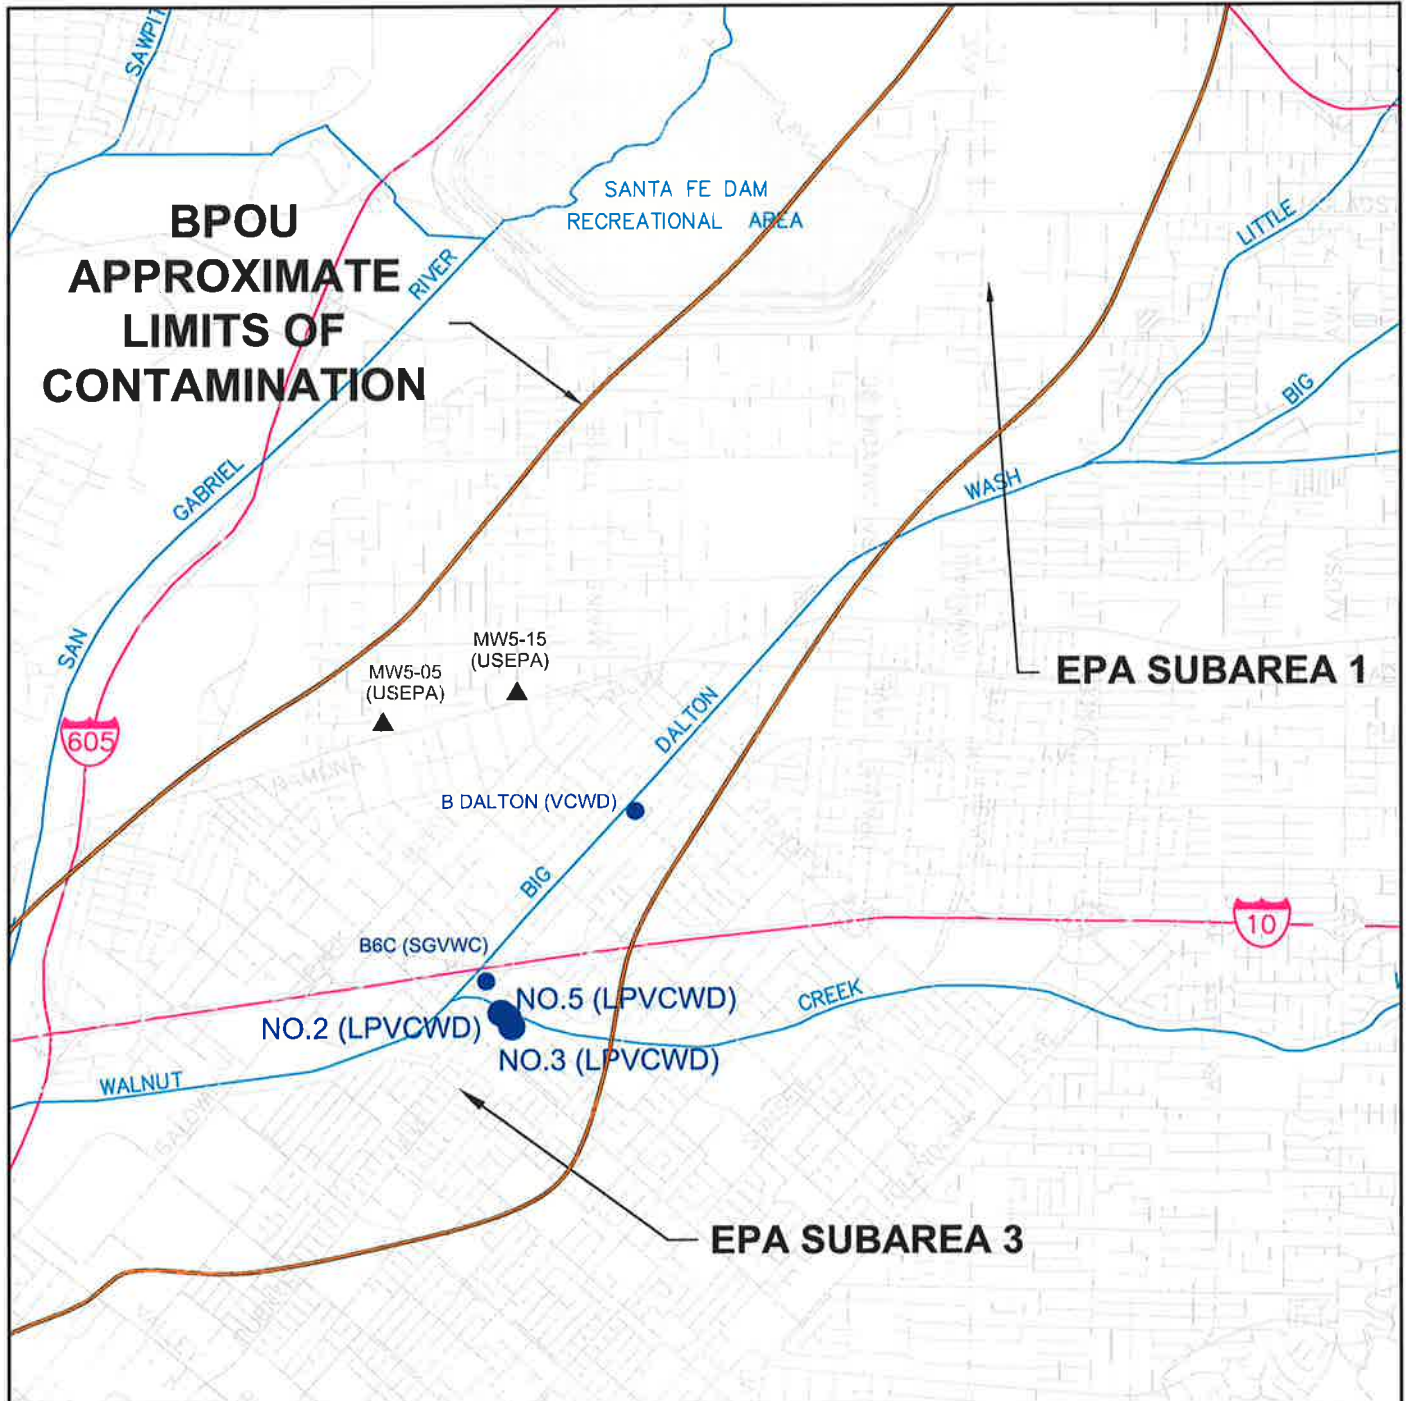 SAWPIT
SANTA FE DAM
RECREATIONAL AREA
BPOU
APPROXIMATE
LIMITS OF
CONTAMINATION
RIVER
LITTLE
BIG
GABRIEL
WASH
SAN
MW5-15
(USEPA)
MW5-05
(USEPA)
EPA SUBAREA 1
605
DALTON
B DALTON (VCWD)
BIG
10
B6C (SGVWC)
NO.5 (LPVCWD)
NO.2 (LPVCWD)
NO.3 (LPVCWD)
CREEK
WALNUT
EPA SUBAREA 3